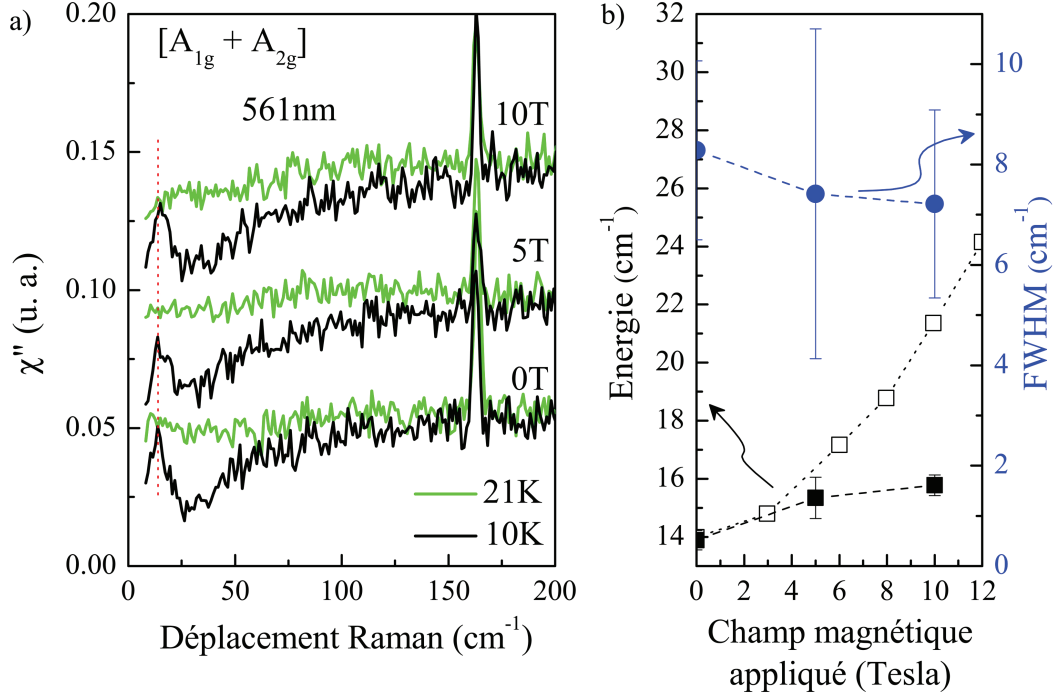 a)
[A1g + A2g]
561nm
10T
5T
0T
21K
10K
0.20
0.15
0.10
0.05
0.00
0 50 100 150 200
χ'' (u. a.)
Déplacement Raman (cm-1)
b)
32
30
28
26
24
22
20
18
16
14
Energie (cm-1)
10
8
6
4
2
0
FWHM (cm-1)
0 2 4 6 8 10 12
Champ magnétique
appliqué (Tesla)